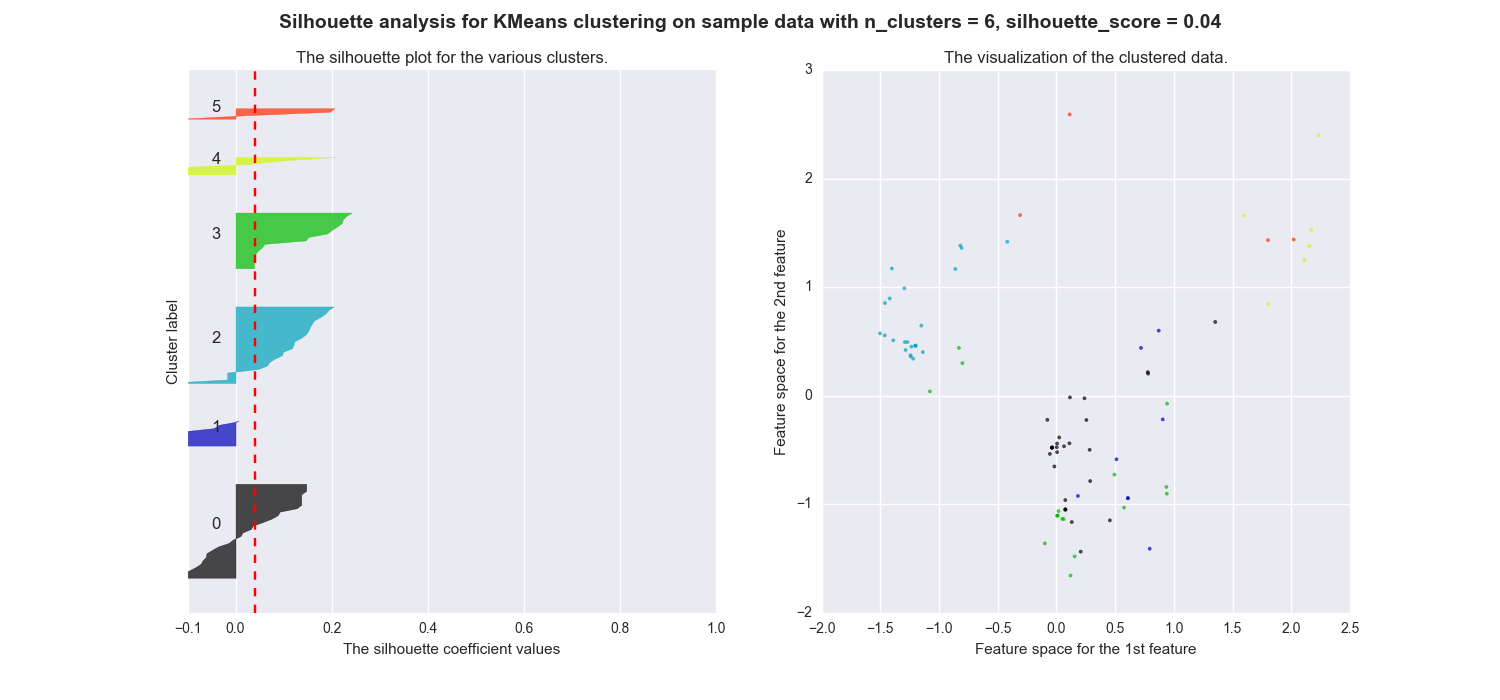 Silhouette analysis for KMeans clustering on sample data with n_clusters = 6, silhouette_score = 0.04
The silhouette plot for the various clusters.
5
4
3
2
1
0
Cluster label
−0.1 0.0 0.2 0.4 0.6 0.8 1.0
The silhouette coefficient values
The visualization of the clustered data.
3
2
1
0
−1
−2
Feature space for the 2nd feature
−2.0 −1.5 −1.0 −0.5 0.0 0.5 1.0 1.5 2.0 2.5
Feature space for the 1st feature